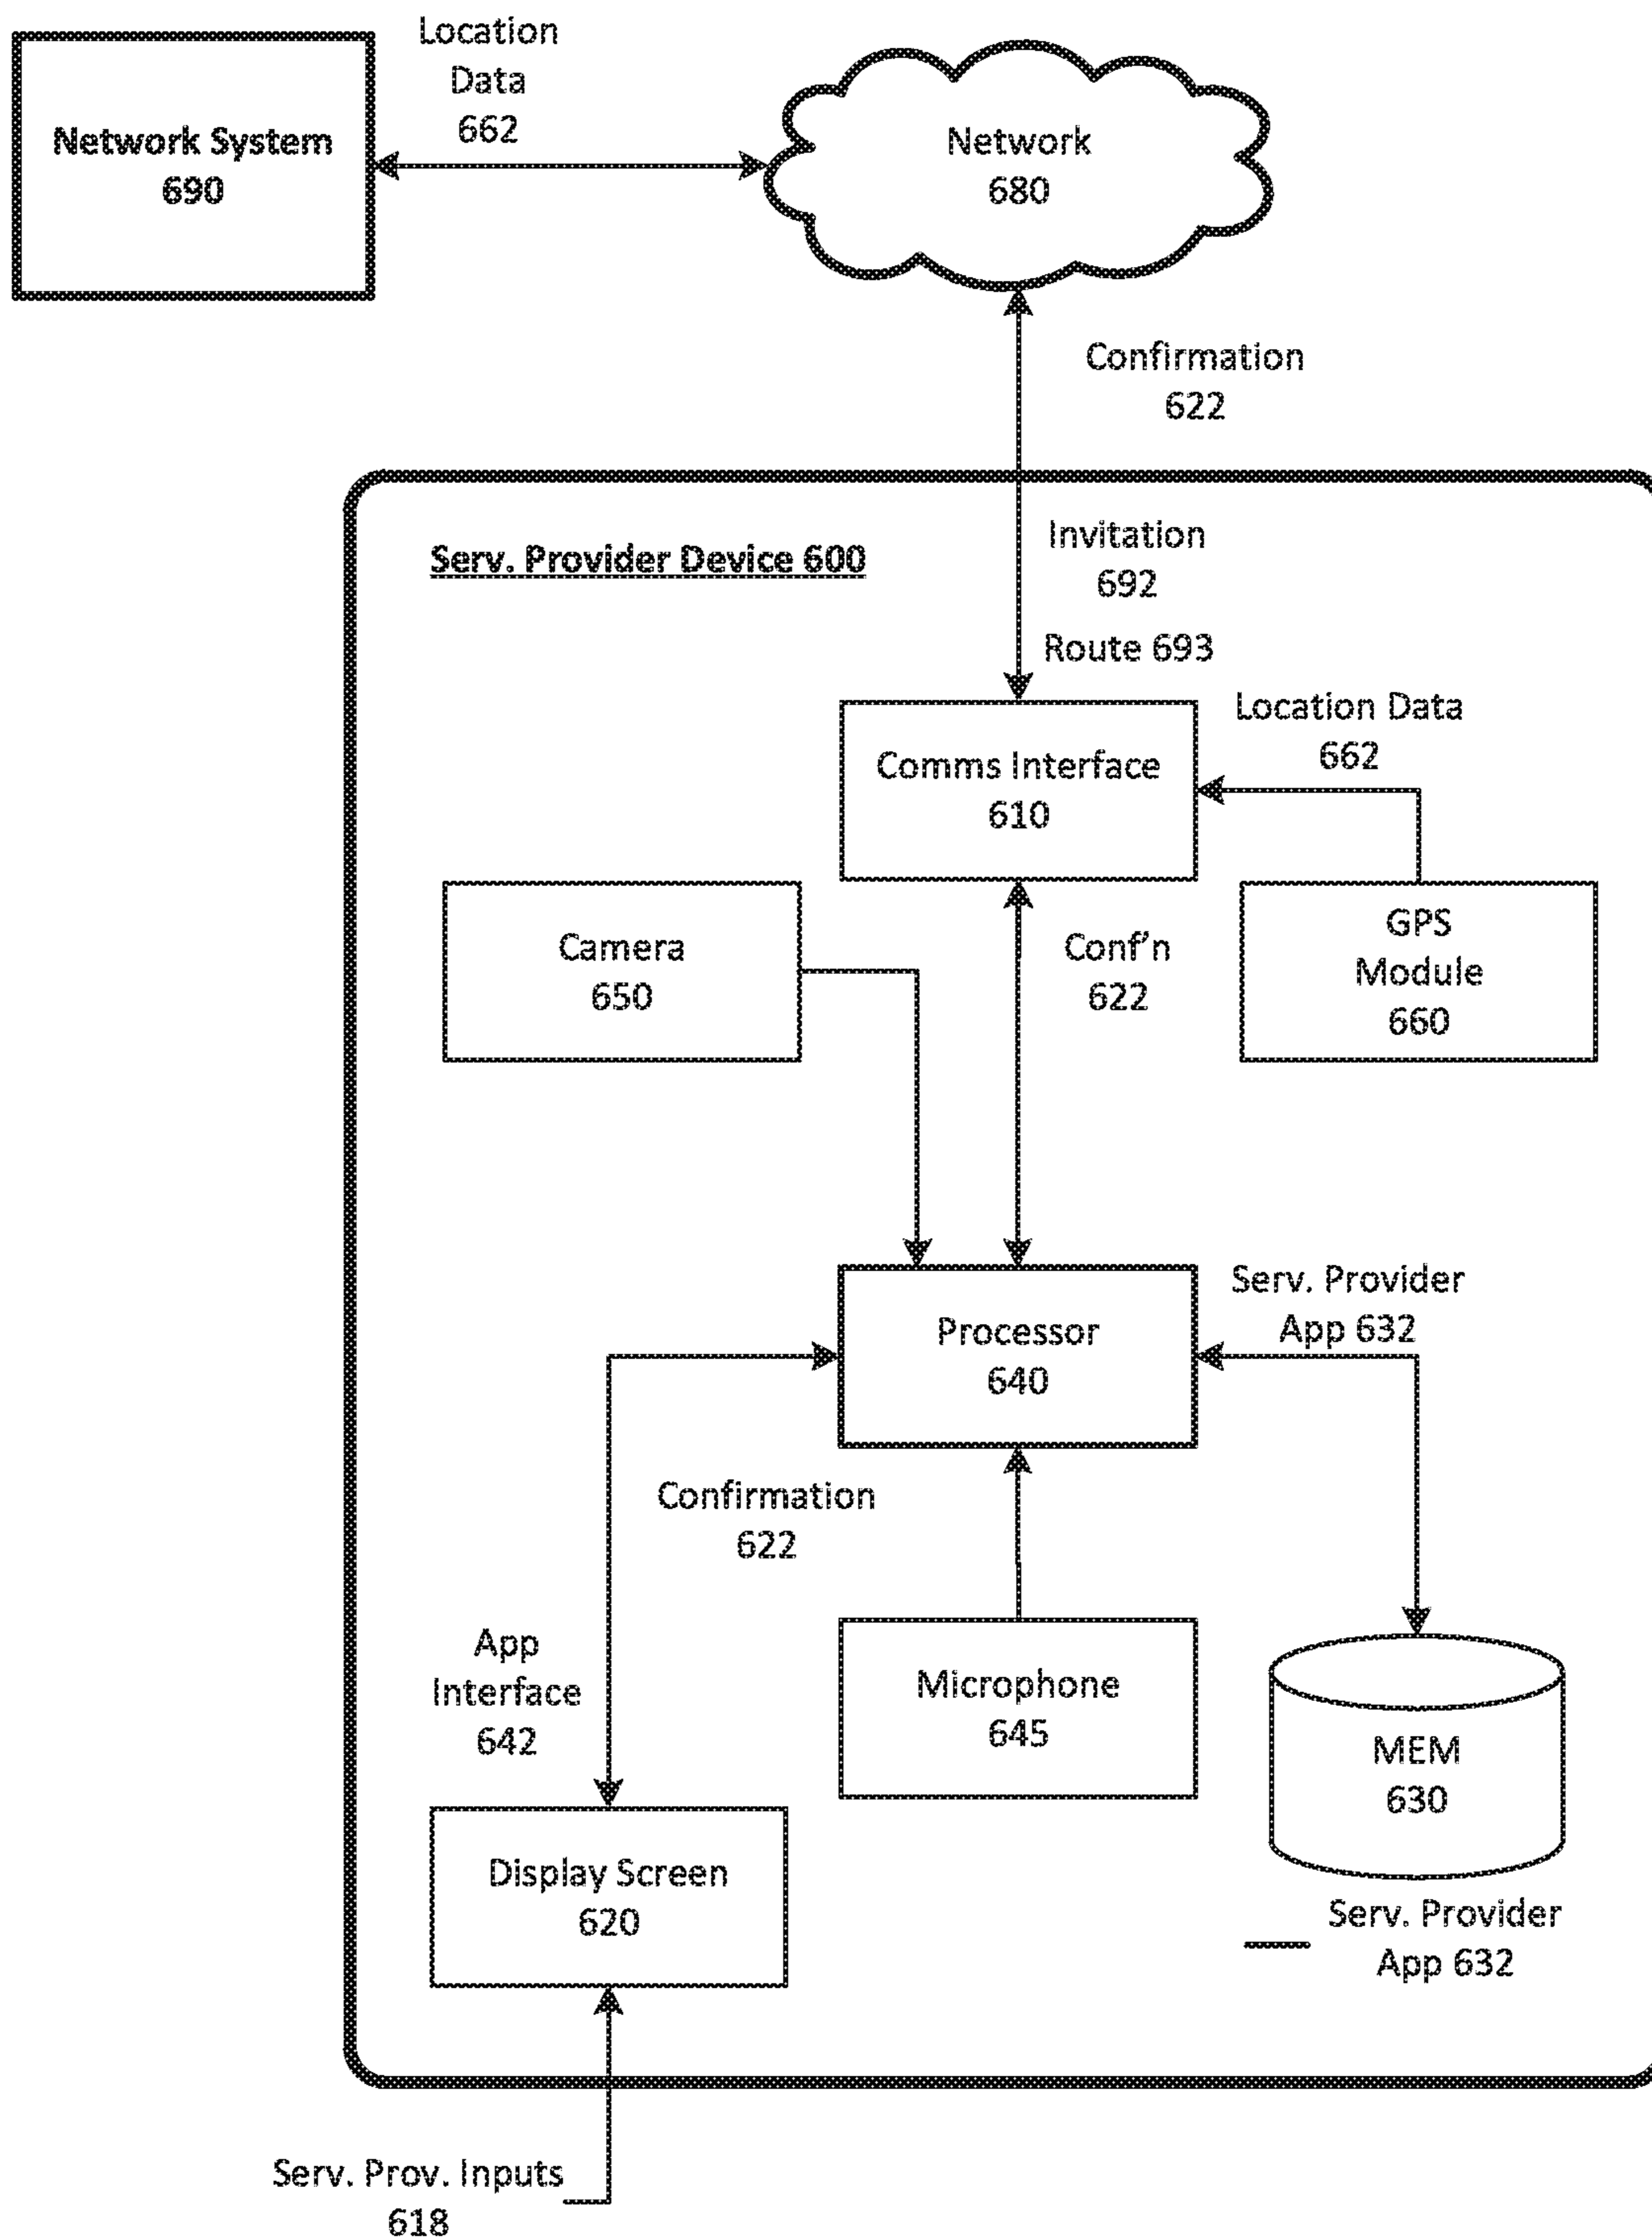 Location
Data
662
Network System
690
Network
680
Confirmation
622
Serv. Provider Device 600
Invitation
692
Route 693
Location Data
662
Comms Interface
610
Camera
650
Conf'n
622
GPS
Module
660
Serv. Provider
App 632
Processor
640
Confirmation
622
App
Interface
642
Microphone
645
MEM
630
Display Screen
620
Serv. Provider
App 632
Serv. Prov. Inputs
618